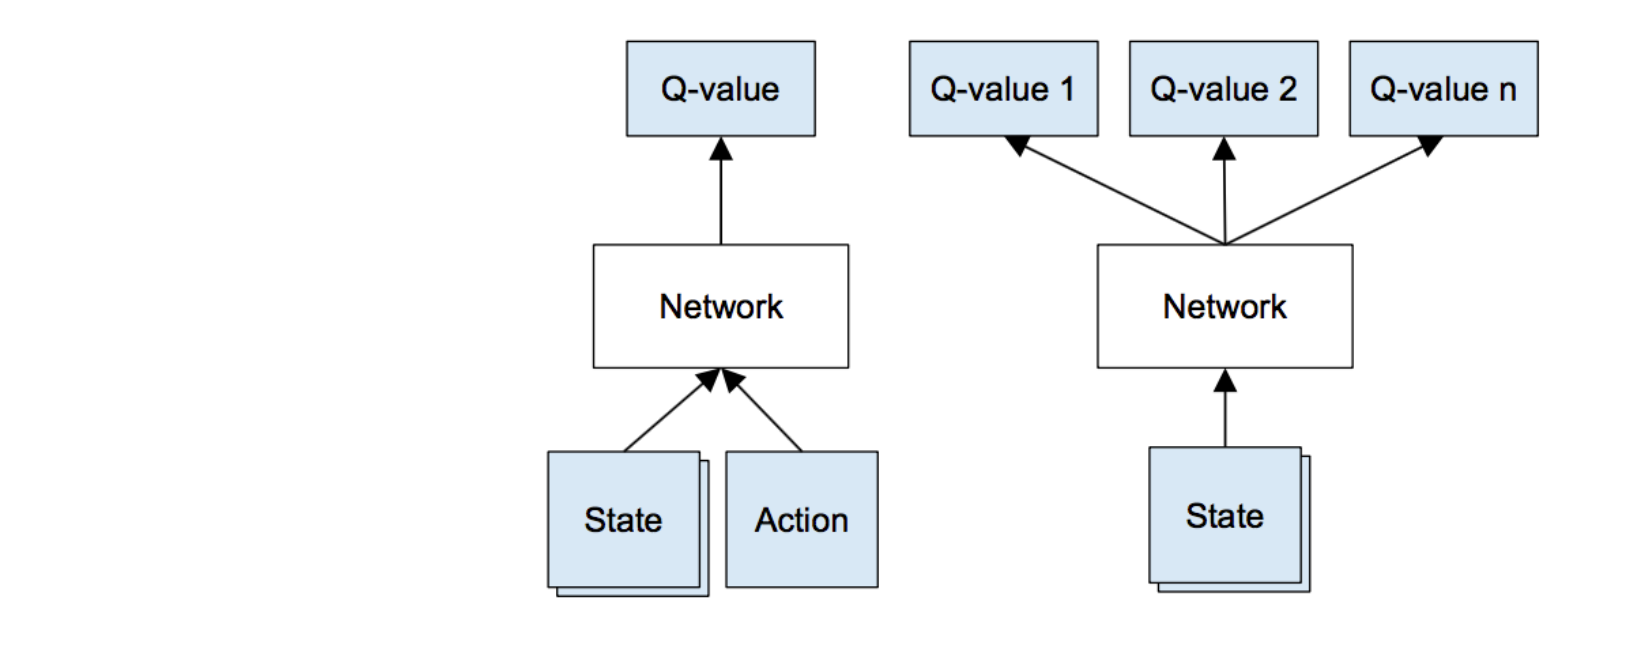 Q-value
Q-value 1
Q-value 2
Q-value n
Network
Network
State
Action
State